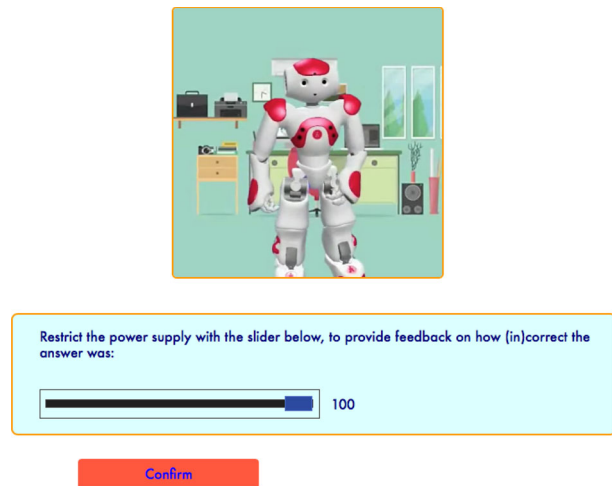 Restrict the power supply with the slider below, to provide feedback on how (in)correct the
answer was:
100
Confirm